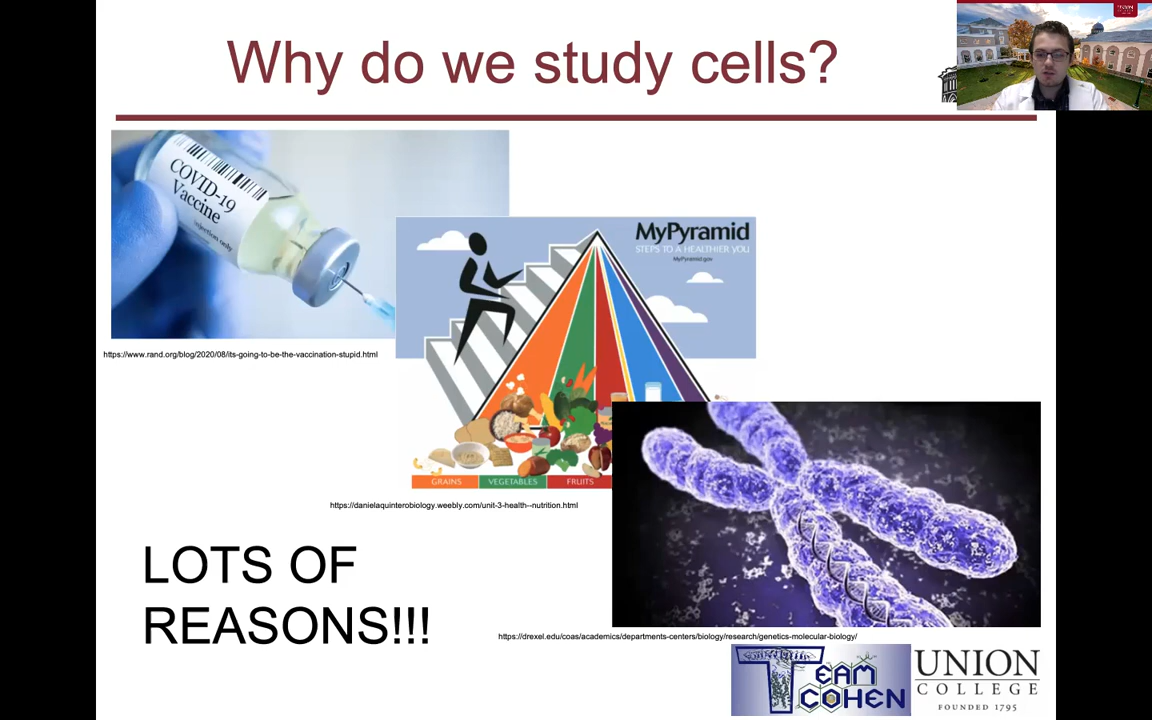 Why do we study cells?
COVID-19
Vaccine
injection only
MyPyramid
STEPS TO A HEALTHIER YOU
MyPyramid.gov
https://www.rand.org/blog/2020/08/its-going-to-be-the-vaccination-stupid.html
GRAINS
VEGETABLES
FRUITS
https://danielaquinterobiology.weebly.com/unit-3-health--nutrition.html
LOTS OF
REASONS!!!
https://drexel.edu/coas/academics/departments-centers/biology/research/genetics-molecular-biology/
TEAM
COHEN
UNION
COLLEGE
FOUNDED 1795